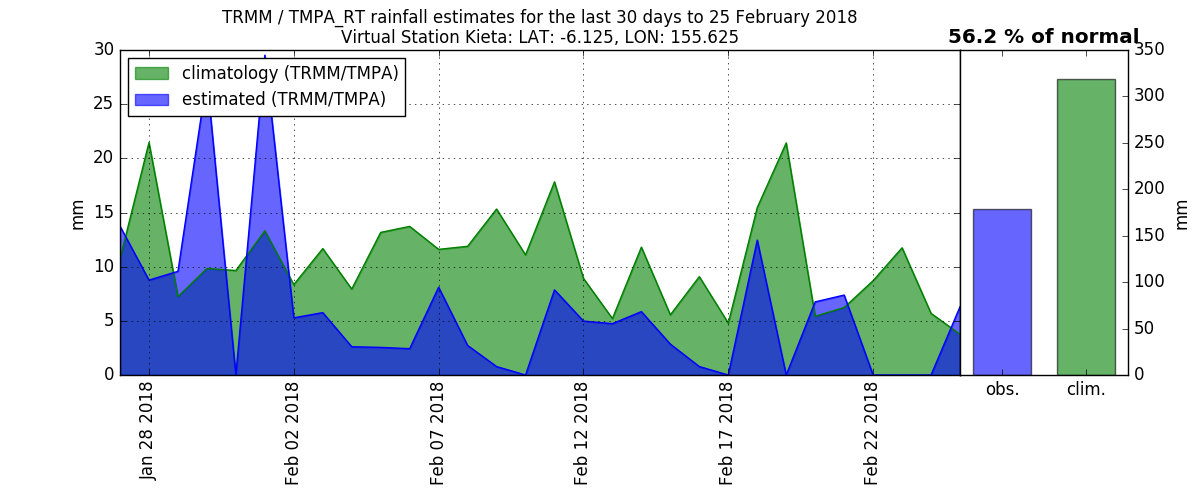 TRMM / TMPA_RT rainfall estimates for the last 30 days to 25 February 2018
Virtual Station Kieta: LAT: -6.125, LON: 155.625
56.2 % of normal
climatology (TRMM/TMPA)
estimated (TRMM/TMPA)
30
25
20
15
10
5
0
mm
Jan 28 2018
Feb 02 2018
Feb 07 2018
Feb 12 2018
Feb 17 2018
Feb 22 2018
obs.
clim.
350
300
250
200
150
100
50
0
mm